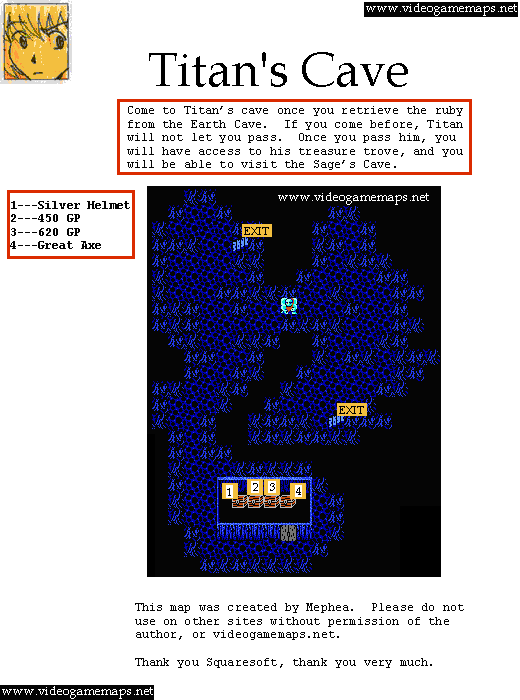 www.videogamemaps.net
Titan's Cave
Come to Titan's cave once you retrieve the ruby
from the Earth Cave.  If you come before, Titan
will not let you pass.  Once you pass him, you
will have access to his treasure trove, and you
will be able to visit the Sage's Cave.
1---Silver Helmet
2---450 GP
3---620 GP
4---Great Axe
www.videogamemaps.net
EXIT
EXIT
1 2 3 4
This map was created by Mephea.  Please do not
use on other sites without permission of the
author, or videogamemaps.net.
Thank you Squaresoft, thank you very much.
www.videogamemaps.net